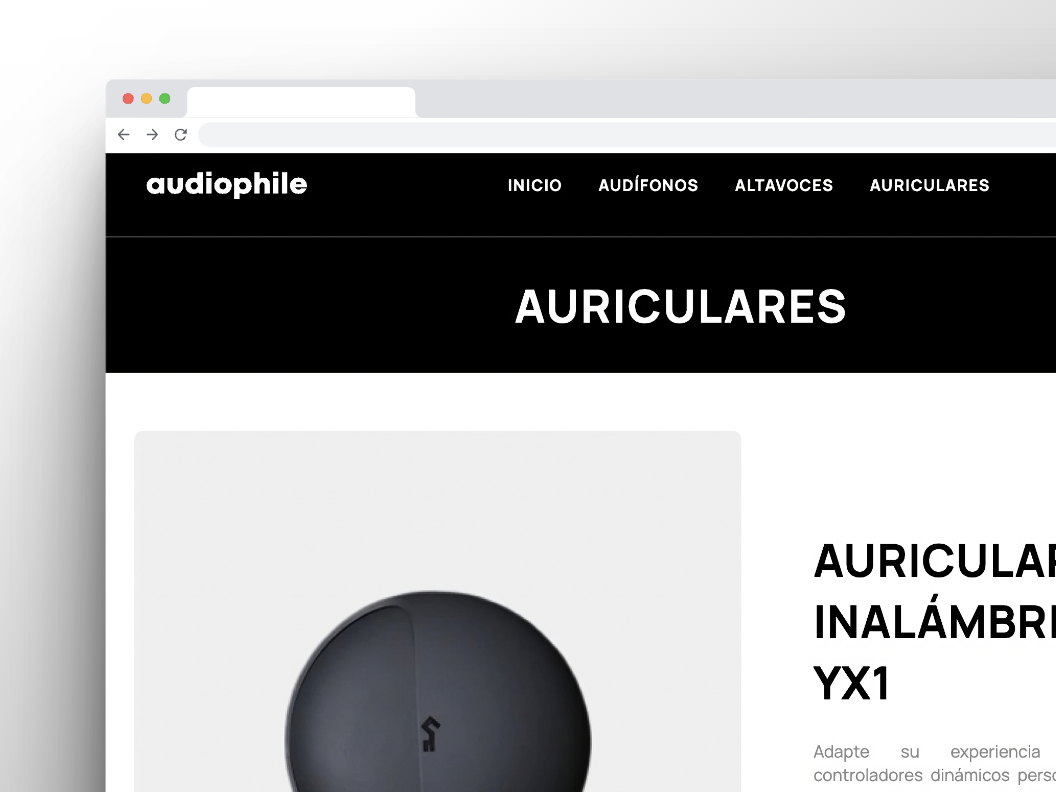 audiophile
INICIO AUDÍFONOS ALTAVOCES AURICULARES
AURICULARES
AURICULAR
INALÁMBRI
YX1
Adapte su experiencia
controladores dinámicos perso